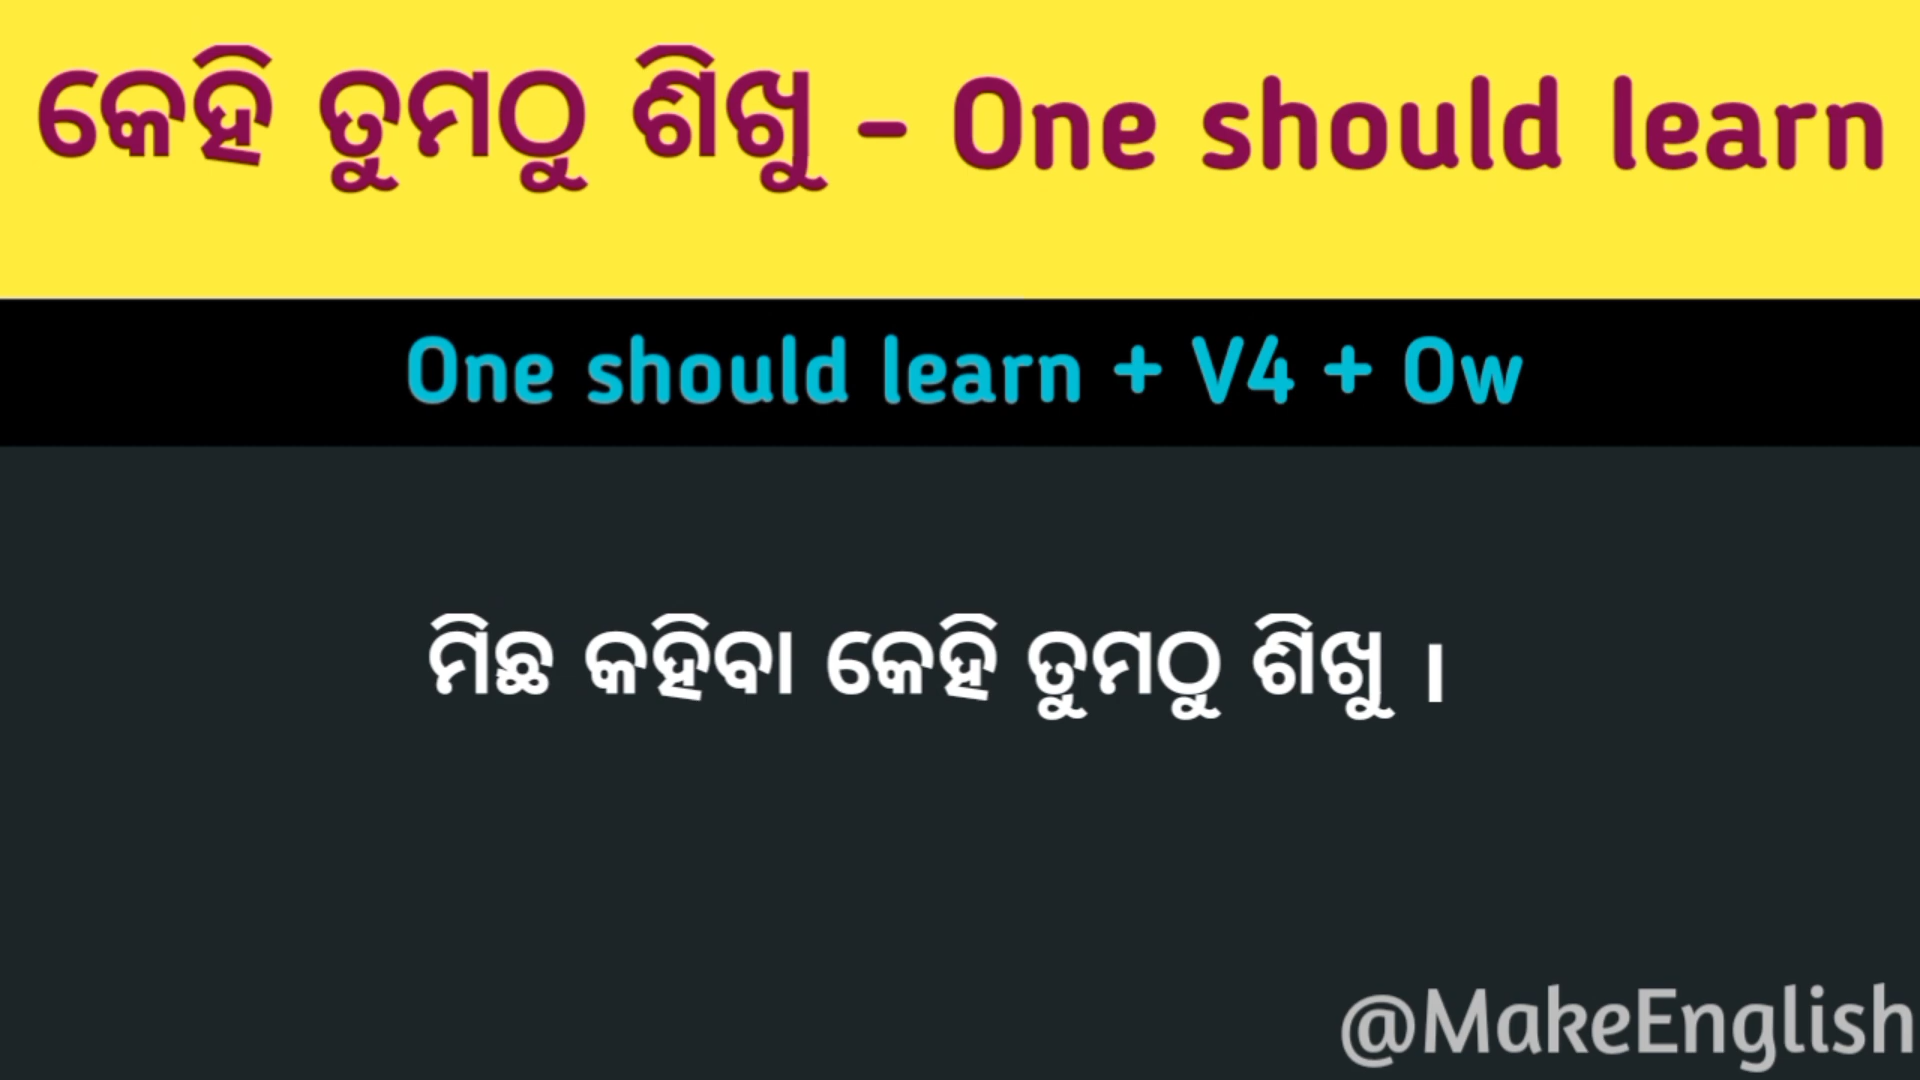 କେହି ତୁମଠୁ ଶିଖୁ - One should learn
One should learn + V4 + Ow
ମିଛ କହିବା କେହି ତୁମଠୁ ଶିଖୁ ।
@MakeEnglish